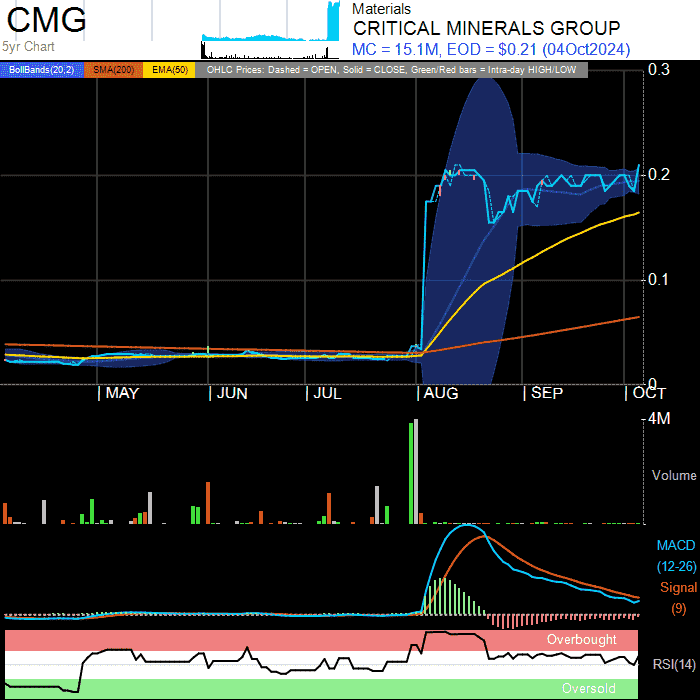 CMG
5yr Chart
Materials
CRITICAL MINERALS GROUP
MC = 15.1M, EOD = $0.21 (04Oct2024)
BollBands(20,2) SMA(200) EMA(50) OHLC Prices: Dashed = OPEN, Solid = CLOSE, Green/Red bars = Intra-day HIGH/LOW
0.3
0.2
0.1
0
| MAY | JUN | JUL | AUG | SEP | OCT
4M
Volume
MACD
(12-26)
Signal
(9)
Overbought
RSI(14)
Oversold